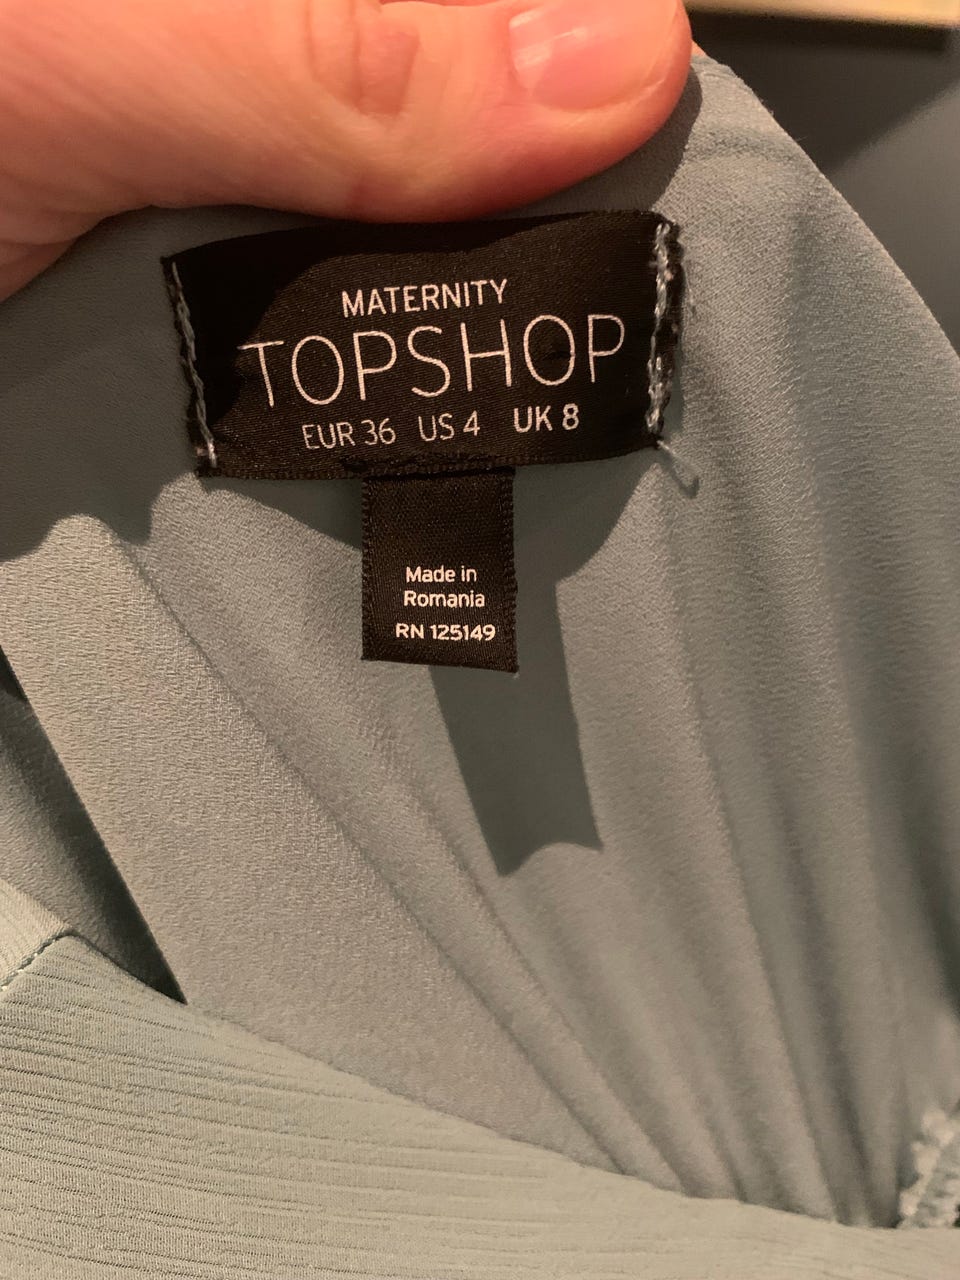 MATERNITY
TOPSHOP
EUR 36 US 4 UK 8
Made in
Romania
RN 125149